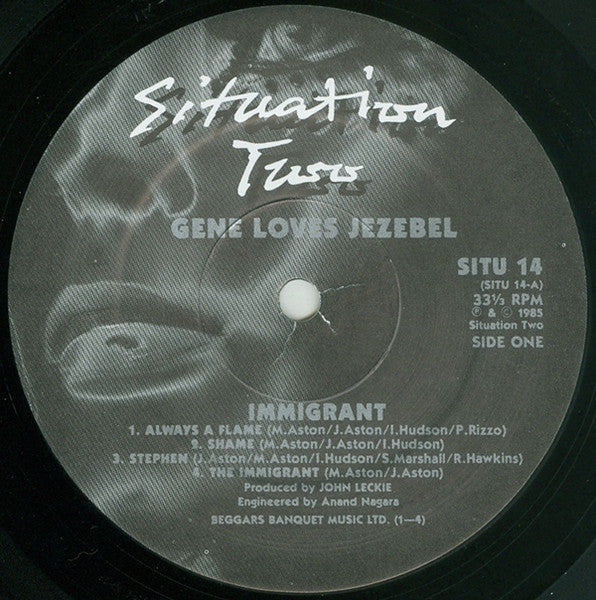 Situation
Two
GENE LOVES JEZEBEL
SITU 14
(SITU 14-A)
33⅓ RPM
℗ & © 1985
Situation Two
SIDE ONE
IMMIGRANT
1. ALWAYS A FLAME (M.Aston/J.Aston/I.Hudson/P.Rizzo)
2. SHAME (M.Aston/J.Aston/I.Hudson)
3. STEPHEN (J.Aston/M.Aston/I.Hudson/S.Marshall/R.Hawkins)
4. THE IMMIGRANT (M.Aston/J.Aston)
Produced by JOHN LECKIE
Engineered by Anand Nagara
BEGGARS BANQUET MUSIC LTD. (1—4)